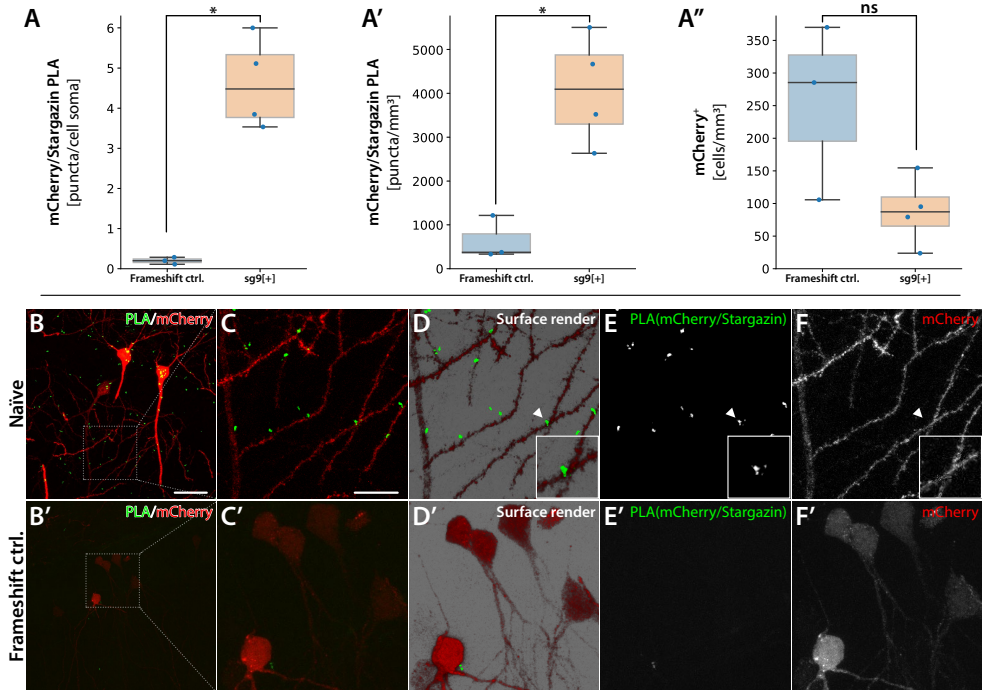 A
mCherry/Stargazin PLA
[puncta/cell soma]
6
5
4
3
2
1
0
*
Frameshift ctrl.
sg9[+]
A'
mCherry/Stargazin PLA
[puncta/mm³]
5000
4000
3000
2000
1000
0
*
Frameshift ctrl.
sg9[+]
A''
mCherry⁺
[cells/mm³]
350
300
250
200
150
100
50
0
ns
Frameshift ctrl.
sg9[+]
Naïve
B
PLA/mCherry
C
D
Surface render
E
PLA(mCherry/Stargazin)
F
mCherry
Frameshift ctrl.
B'
PLA/mCherry
C'
D'
Surface render
E'
PLA(mCherry/Stargazin)
F'
mCherry